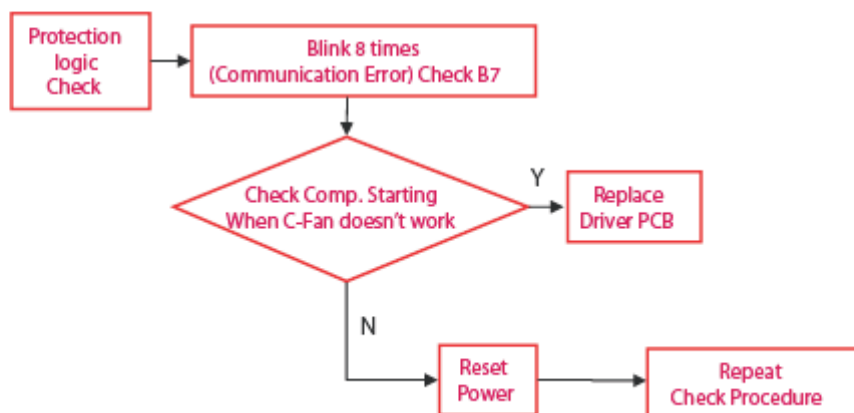 Protection
logic
Check
Blink 8 times
(Communication Error) Check B7
Check Comp. Starting
When C-Fan doesn't work
Y
Replace
Driver PCB
N
Reset
Power
Repeat
Check Procedure